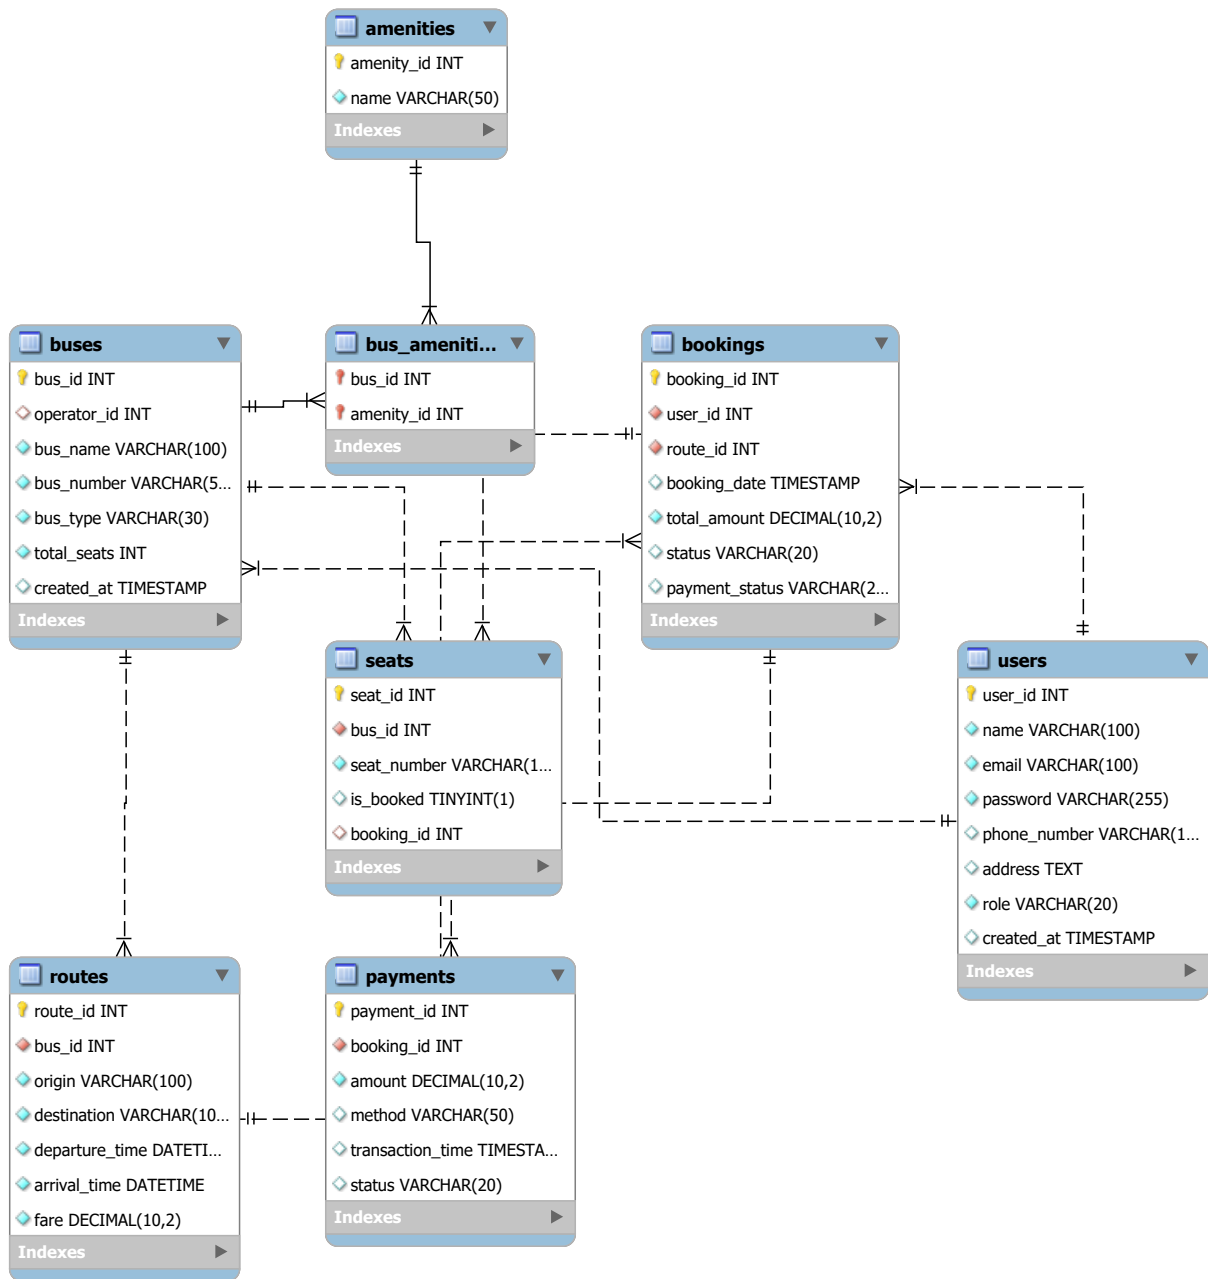 amenities
amenity_id INT
name VARCHAR(50)
Indexes
buses
bus_id INT
operator_id INT
bus_name VARCHAR(100)
bus_number VARCHAR(5...
bus_type VARCHAR(30)
total_seats INT
created_at TIMESTAMP
Indexes
bus_ameniti...
bus_id INT
amenity_id INT
Indexes
bookings
booking_id INT
user_id INT
route_id INT
booking_date TIMESTAMP
total_amount DECIMAL(10,2)
status VARCHAR(20)
payment_status VARCHAR(2...
Indexes
seats
seat_id INT
bus_id INT
seat_number VARCHAR(1...
is_booked TINYINT(1)
booking_id INT
Indexes
users
user_id INT
name VARCHAR(100)
email VARCHAR(100)
password VARCHAR(255)
phone_number VARCHAR(1...
address TEXT
role VARCHAR(20)
created_at TIMESTAMP
Indexes
routes
route_id INT
bus_id INT
origin VARCHAR(100)
destination VARCHAR(10...
departure_time DATETI...
arrival_time DATETIME
fare DECIMAL(10,2)
Indexes
payments
payment_id INT
booking_id INT
amount DECIMAL(10,2)
method VARCHAR(50)
transaction_time TIMESTA...
status VARCHAR(20)
Indexes